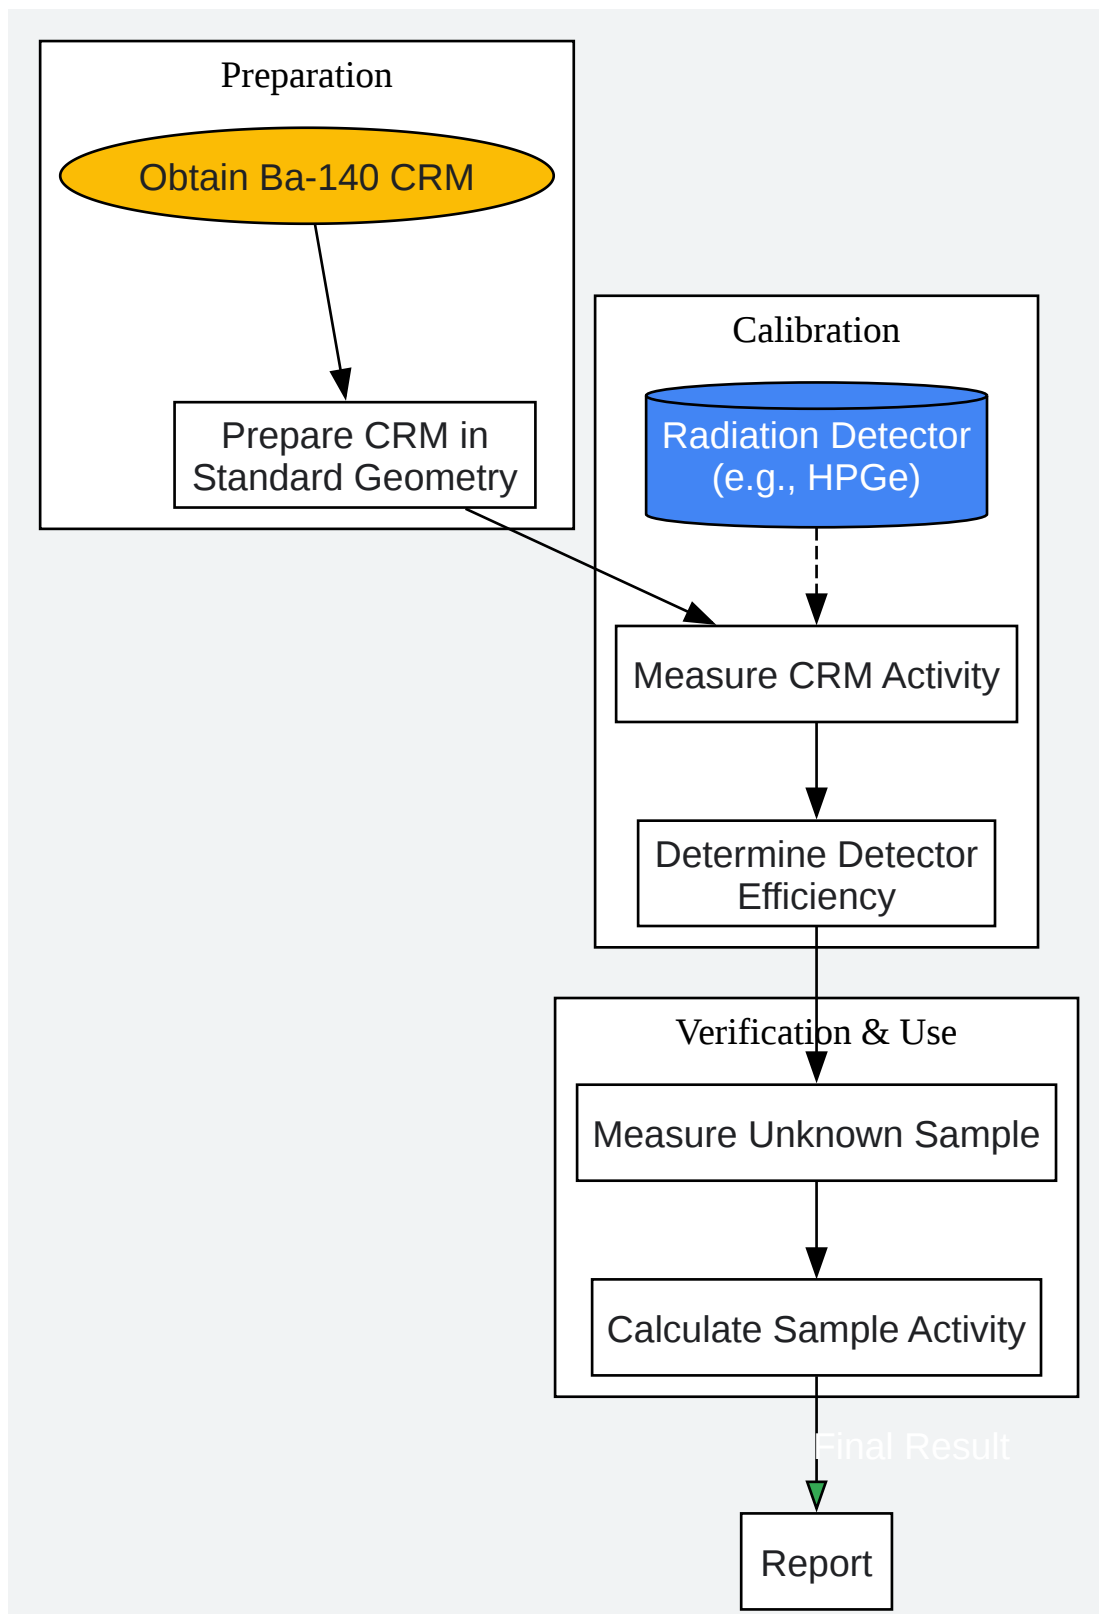 Preparation
Obtain Ba-140 CRM
Prepare CRM in
Standard Geometry
Calibration
Radiation Detector
(e.g., HPGe)
Measure CRM Activity
Determine Detector
Efficiency
Verification & Use
Measure Unknown Sample
Calculate Sample Activity
Final Result
Report